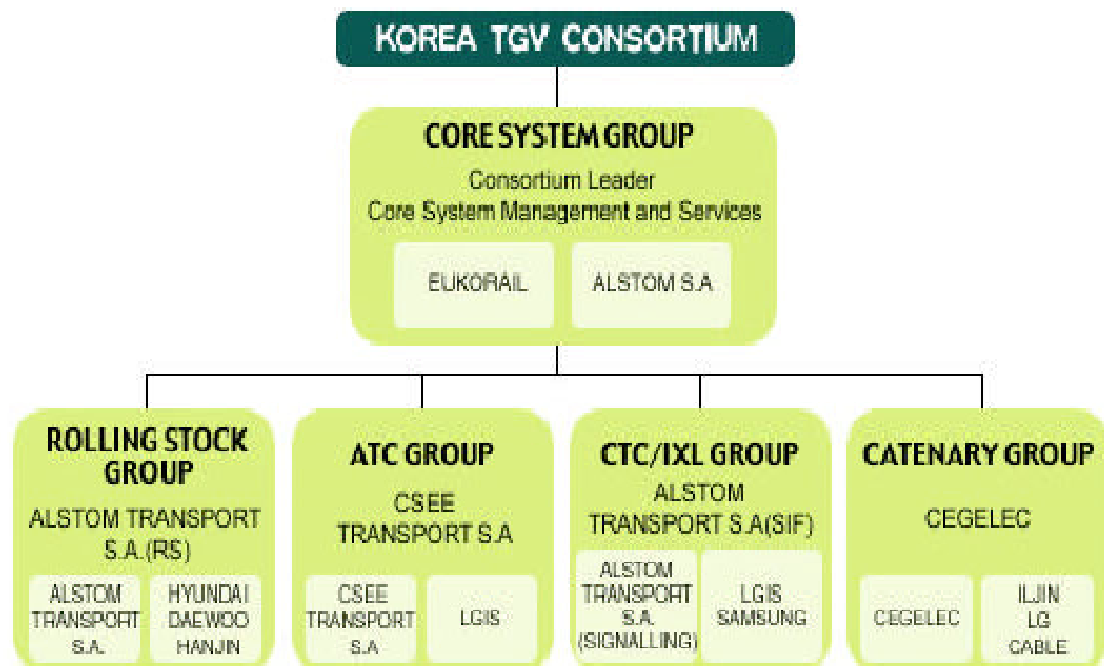 KOREA TGV CONSORTIUM
CORE SYSTEM GROUP
Consortium Leader
Core System Management and Services
EUKORAIL
ALSTOM S.A
ROLLING STOCK
GROUP
ALSTOM TRANSPORT
S.A.(RS)
ALSTOM
TRANSPORT
S.A.
HYUNDAI
DAEWOO
HANJIN
ATC GROUP
CSEE
TRANSPORT S.A
CSEE
TRANSPORT
S.A
LGIS
CTC/IXL GROUP
ALSTOM
TRANSPORT S.A(SIF)
ALSTOM
TRANSPORT
S.A.
(SIGNALLING)
LGIS
SAMSUNG
CATENARY GROUP
CEGELEC
CEGELEC
ILJIN
LG
CABLE